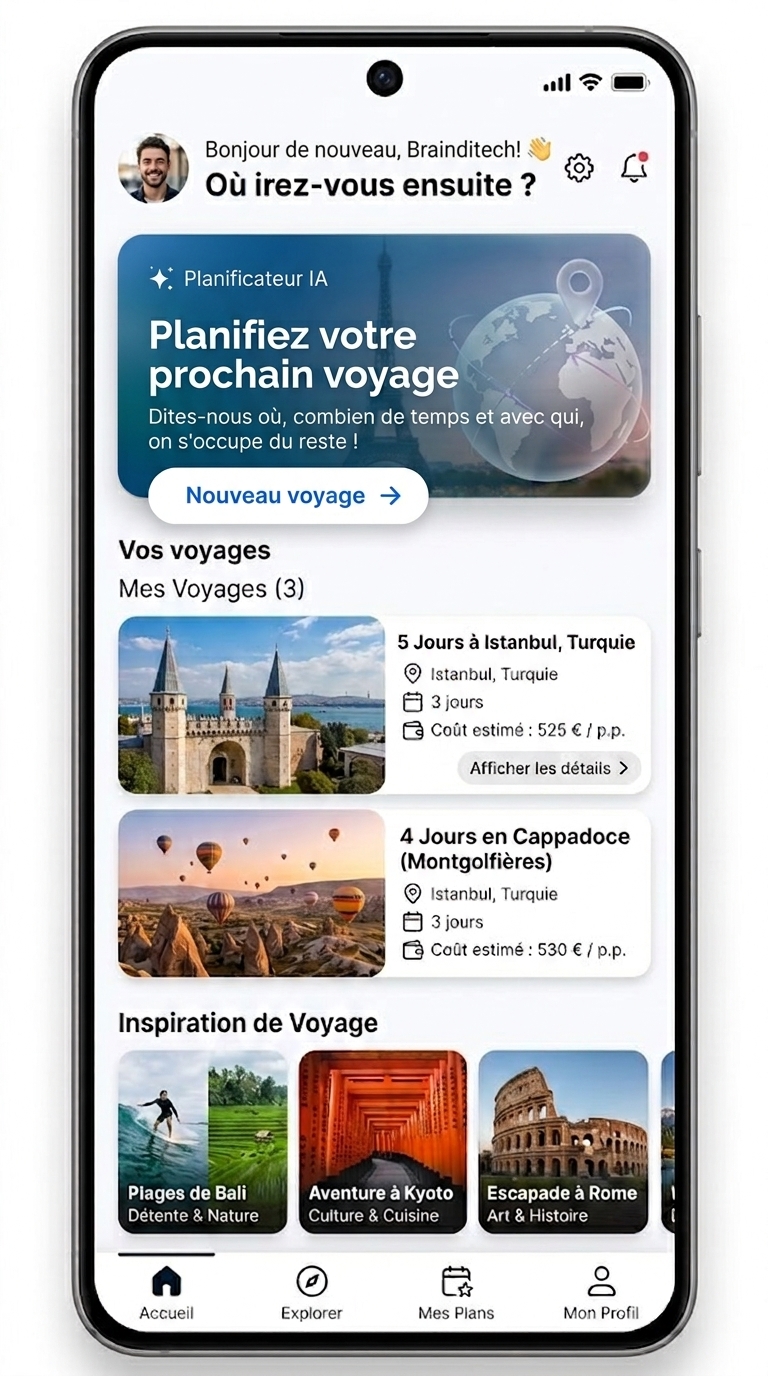 Bonjour de nouveau, Brainditech! 👋
Où irez-vous ensuite ?
Planificateur IA
Planifiez votre
prochain voyage
Dites-nous où, combien de temps et avec qui,
on s'occupe du reste !
Nouveau voyage →
Vos voyages
Mes Voyages (3)
5 Jours à Istanbul, Turquie
Istanbul, Turquie
3 jours
Coût estimé : 525 € / p.p.
Afficher les détails >
4 Jours en Cappadoce
(Montgolfières)
Istanbul, Turquie
3 jours
Coût estimé : 530 € / p.p.
Inspiration de Voyage
Plages de Bali
Détente & Nature
Aventure à Kyoto
Culture & Cuisine
Escapade à Rome
Art & Histoire
Accueil
Explorer
Mes Plans
Mon Profil